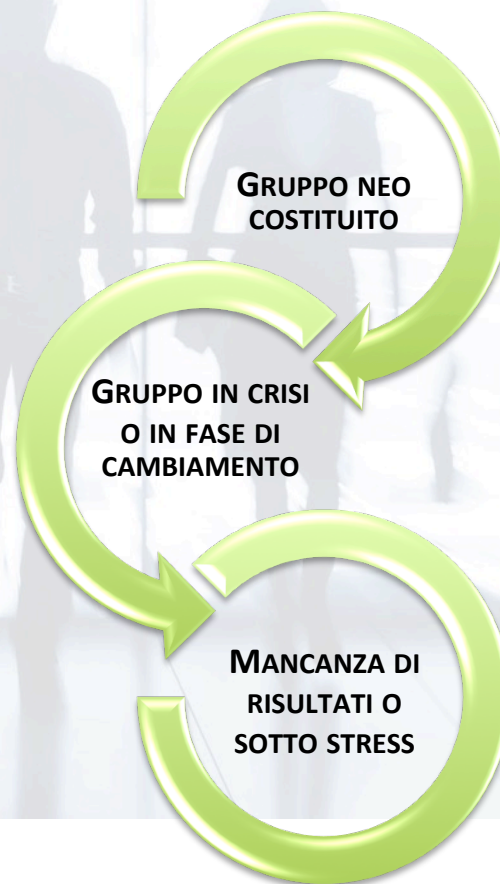 GRUPPO NEO
COSTITUITO
GRUPPO IN CRISI
O IN FASE DI
CAMBIAMENTO
MANCANZA DI
RISULTATI O
SOTTO STRESS